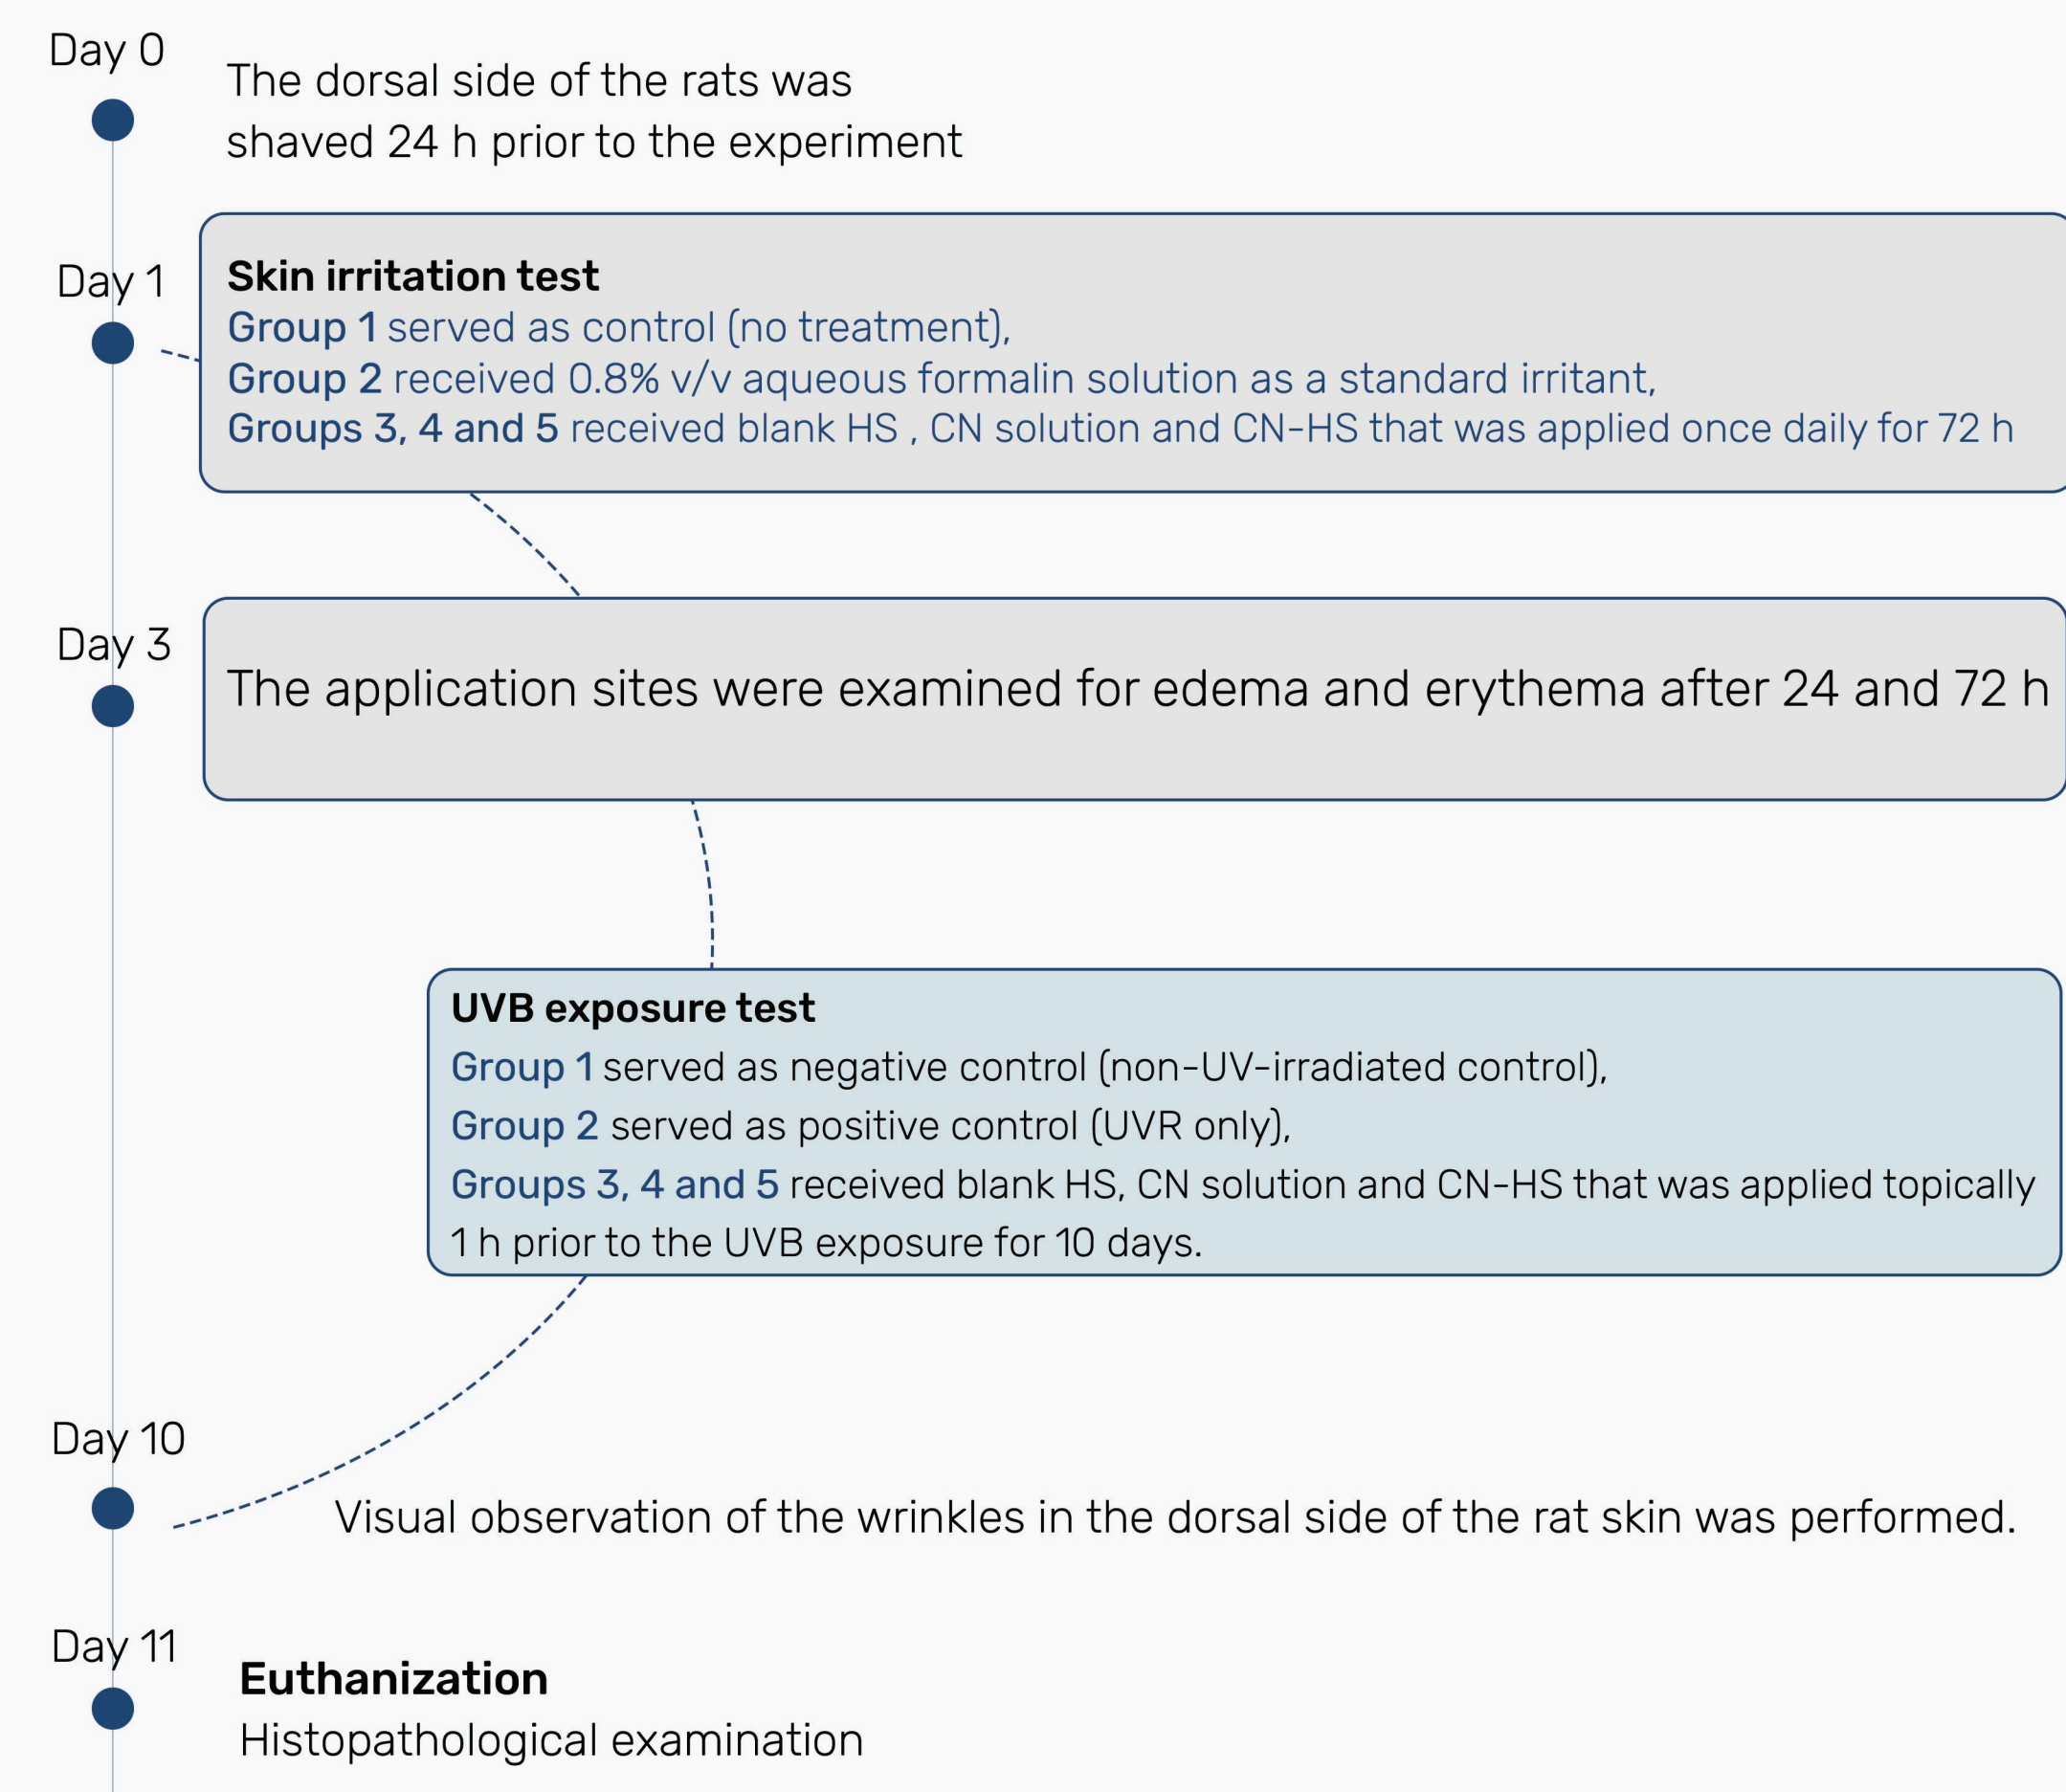 Day 0
The dorsal side of the rats was
shaved 24 h prior to the experiment
Day 1
Skin irritation test
Group 1 served as control (no treatment),
Group 2 received 0.8% v/v aqueous formalin solution as a standard irritant,
Groups 3, 4 and 5 received blank HS , CN solution and CN-HS that was applied once daily for 72 h
Day 3
The application sites were examined for edema and erythema after 24 and 72 h
UVB exposure test
Group 1 served as negative control (non-UV-irradiated control),
Group 2 served as positive control (UVR only),
Groups 3, 4 and 5 received blank HS, CN solution and CN-HS that was applied topically
1 h prior to the UVB exposure for 10 days.
Day 10
Visual observation of the wrinkles in the dorsal side of the rat skin was performed.
Day 11
Euthanization
Histopathological examination